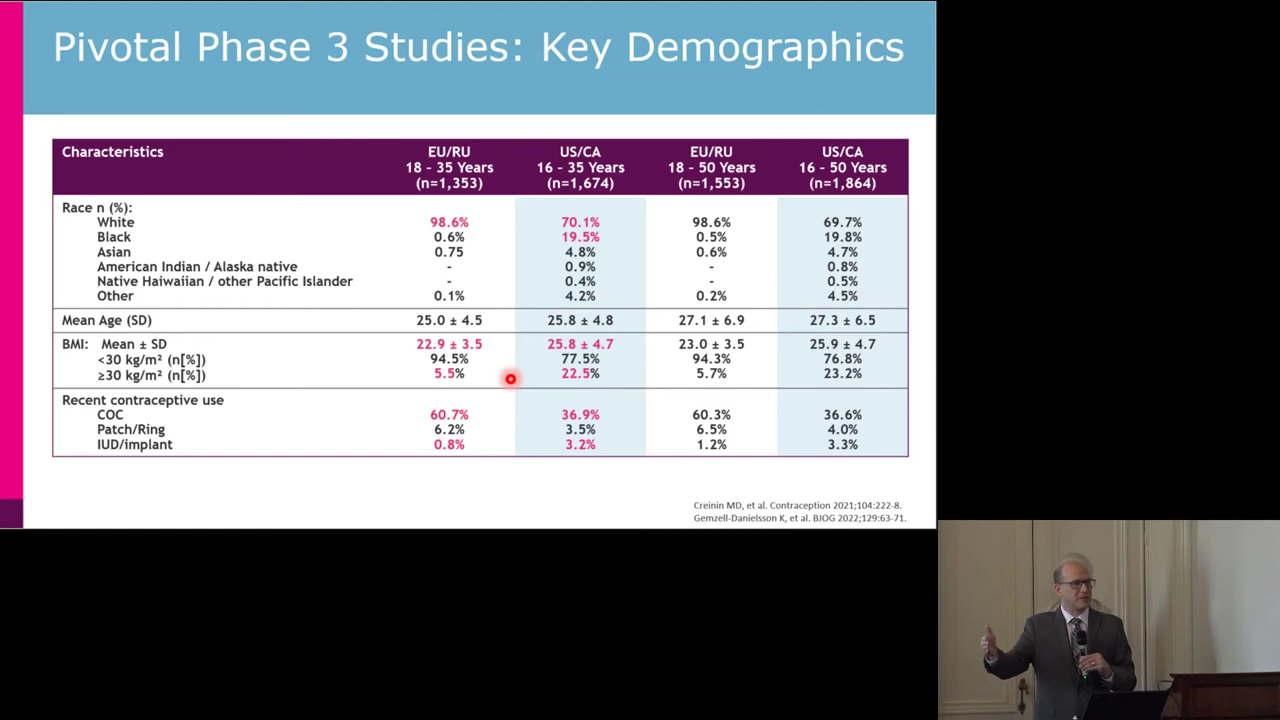 Pivotal Phase 3 Studies: Key Demographics
Characteristics EU/RU US/CA EU/RU US/CA
18 - 35 Years 16 - 35 Years 18 - 50 Years 16 - 50 Years
(n=1,353) (n=1,674) (n=1,553) (n=1,864)
Race n (%):
White 98.6% 70.1% 98.6% 69.7%
Black 0.6% 19.5% 0.5% 19.8%
Asian 0.75 4.8% 0.6% 4.7%
American Indian / Alaska native - 0.9% - 0.8%
Native Haiwaiian / other Pacific Islander - 0.4% - 0.5%
Other 0.1% 4.2% 0.2% 4.5%
Mean Age (SD) 25.0 ± 4.5 25.8 ± 4.8 27.1 ± 6.9 27.3 ± 6.5
BMI: Mean ± SD 22.9 ± 3.5 25.8 ± 4.7 23.0 ± 3.5 25.9 ± 4.7
<30 kg/m² (n[%]) 94.5% 77.5% 94.3% 76.8%
≥30 kg/m² (n[%]) 5.5% 22.5% 5.7% 23.2%
Recent contraceptive use
COC 60.7% 36.9% 60.3% 36.6%
Patch/Ring 6.2% 3.5% 6.5% 4.0%
IUD/implant 0.8% 3.2% 1.2% 3.3%
Creinin MD, et al. Contraception 2021;104:222-8.
Gemzell-Danielsson K, et al. BJOG 2022;129:63-71.